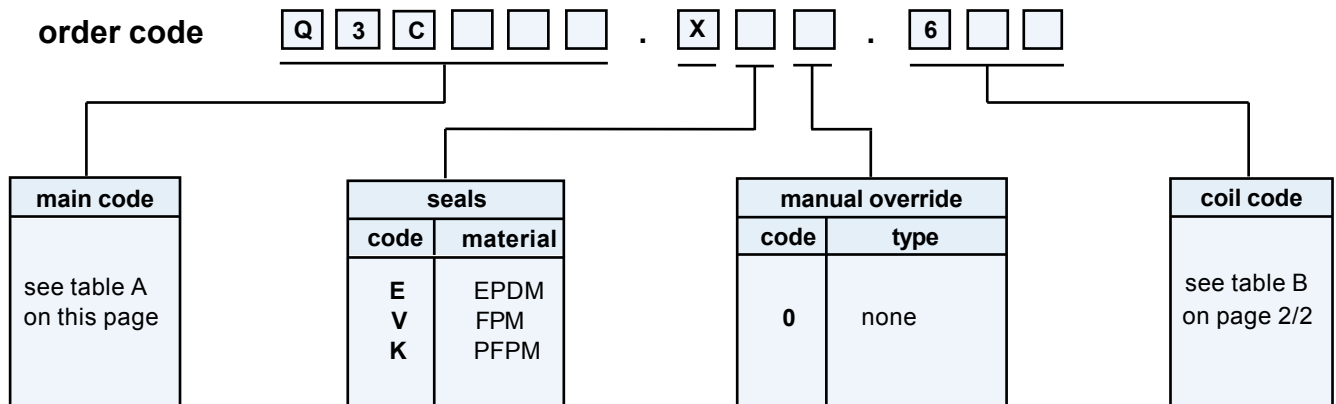 order code Q 3 C . X . 6
main code
see table A
on this page
seals
code material
E EPDM
V FPM
K PFPM
manual override
code type
0 none
coil code
see table B
on page 2/2